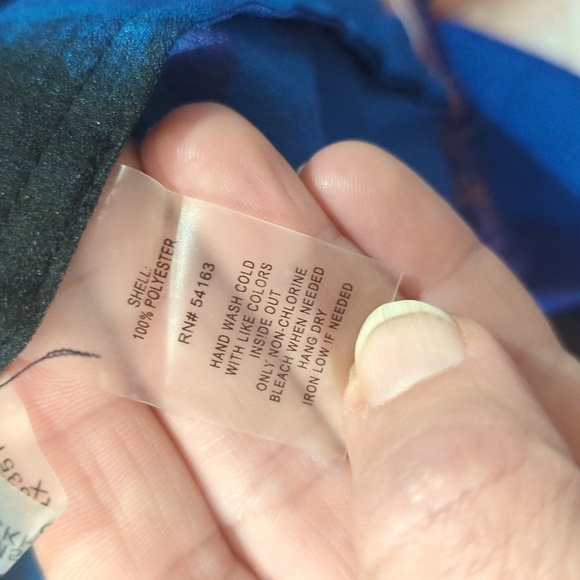 SHELL:
100% POLYESTER
RN# 54163
HAND WASH COLD
WITH LIKE COLORS
INSIDE OUT
ONLY NON-CHLORINE
BLEACH WHEN NEEDED
HANG DRY
IRON LOW IF NEEDED